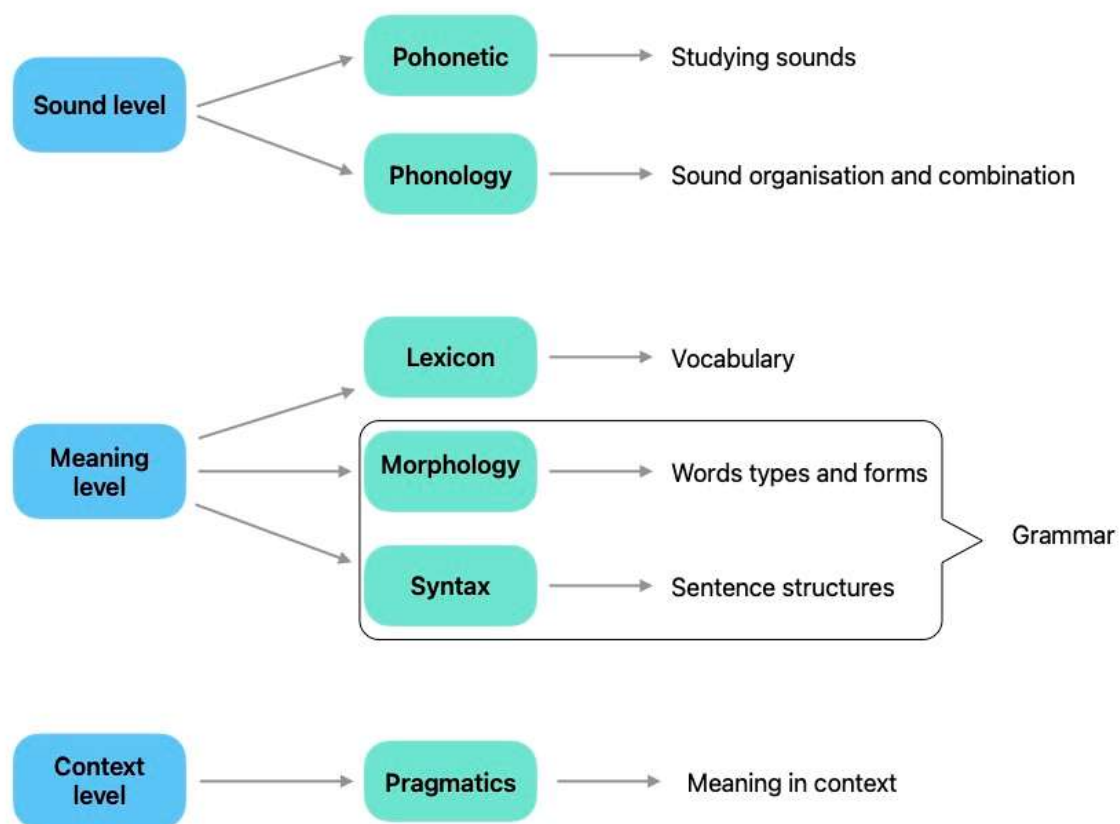 Sound level
Pohonetic
Studying sounds
Phonology
Sound organisation and combination
Meaning
level
Lexicon
Vocabulary
Morphology
Words types and forms
Syntax
Sentence structures
Grammar
Context
level
Pragmatics
Meaning in context